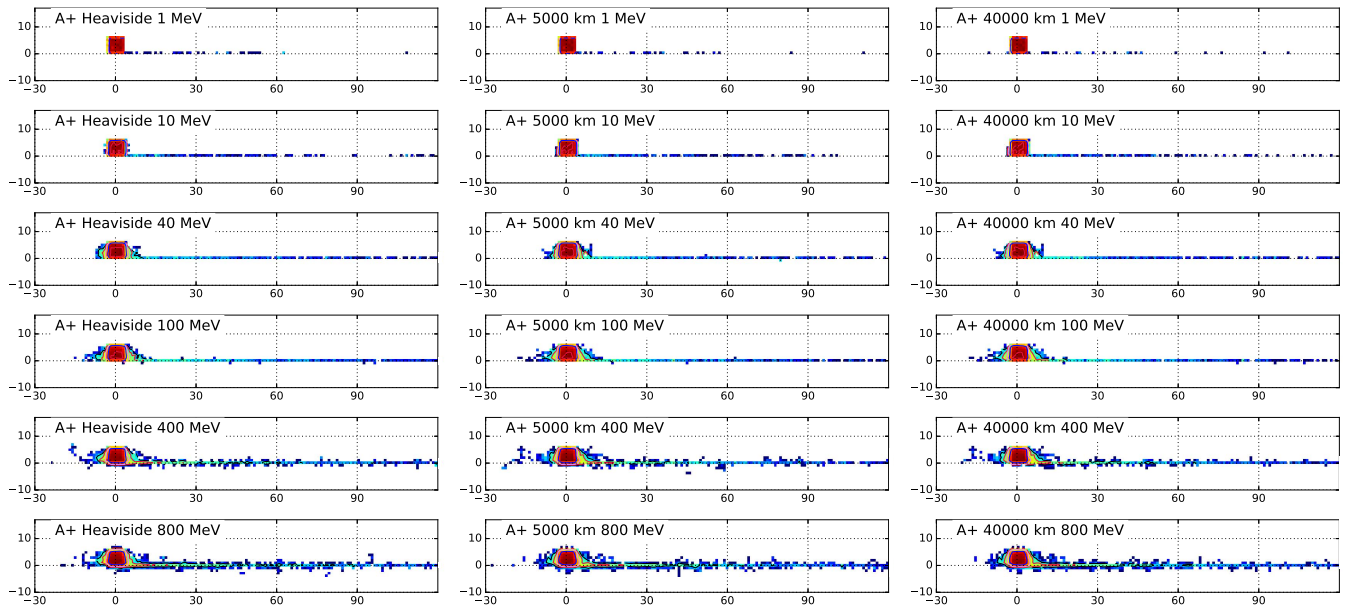 A+ Heaviside 1 MeV A+ 5000 km 1 MeV A+ 40000 km 1 MeV
10 10 10
0 0 0
−10 −10 −10
−30 0 30 60 90 −30 0 30 60 90 −30 0 30 60 90
A+ Heaviside 10 MeV A+ 5000 km 10 MeV A+ 40000 km 10 MeV
10 10 10
0 0 0
−10 −10 −10
−30 0 30 60 90 −30 0 30 60 90 −30 0 30 60 90
A+ Heaviside 40 MeV A+ 5000 km 40 MeV A+ 40000 km 40 MeV
10 10 10
0 0 0
−10 −10 −10
−30 0 30 60 90 −30 0 30 60 90 −30 0 30 60 90
A+ Heaviside 100 MeV A+ 5000 km 100 MeV A+ 40000 km 100 MeV
10 10 10
0 0 0
−10 −10 −10
−30 0 30 60 90 −30 0 30 60 90 −30 0 30 60 90
A+ Heaviside 400 MeV A+ 5000 km 400 MeV A+ 40000 km 400 MeV
10 10 10
0 0 0
−10 −10 −10
−30 0 30 60 90 −30 0 30 60 90 −30 0 30 60 90
A+ Heaviside 800 MeV A+ 5000 km 800 MeV A+ 40000 km 800 MeV
10 10 10
0 0 0
−10 −10 −10
−30 0 30 60 90 −30 0 30 60 90 −30 0 30 60 90